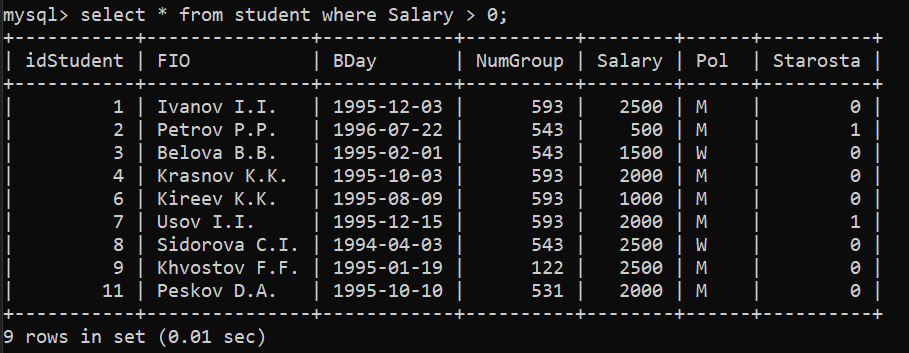 mysql> select * from student where Salary > 0;
+-----------+---------------+------------+----------+--------+------+----------+
| idStudent | FIO           | BDay       | NumGroup | Salary | Pol  | Starosta |
+-----------+---------------+------------+----------+--------+------+----------+
|         1 | Ivanov I.I.   | 1995-12-03 |      593 |   2500 | M    |        0 |
|         2 | Petrov P.P.   | 1996-07-22 |      543 |    500 | M    |        1 |
|         3 | Belova B.B.   | 1995-02-01 |      543 |   1500 | W    |        0 |
|         4 | Krasnov K.K.  | 1995-10-03 |      593 |   2000 | M    |        0 |
|         6 | Kireev K.K.   | 1995-08-09 |      593 |   1000 | M    |        0 |
|         7 | Usov I.I.     | 1995-12-15 |      593 |   2000 | M    |        1 |
|         8 | Sidorova C.I. | 1994-04-03 |      543 |   2500 | W    |        0 |
|         9 | Khvostov F.F. | 1995-01-19 |      122 |   2500 | M    |        0 |
|        11 | Peskov D.A.   | 1995-10-10 |      531 |   2000 | M    |        0 |
+-----------+---------------+------------+----------+--------+------+----------+
9 rows in set (0.01 sec)